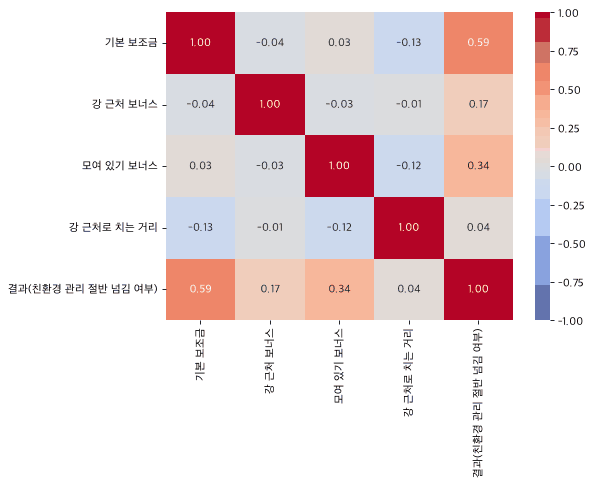 기본 보조금 1.00 -0.04 0.03 -0.13 0.59
강 근처 보너스 -0.04 1.00 -0.03 -0.01 0.17
모여 있기 보너스 0.03 -0.03 1.00 -0.12 0.34
강 근처로 치는 거리 -0.13 -0.01 -0.12 1.00 0.04
결과(친환경 관리 절반 넘김 여부) 0.59 0.17 0.34 0.04 1.00
기본 보조금
강 근처 보너스
모여 있기 보너스
강 근처로 치는 거리
결과(친환경 관리 절반 넘김 여부)
1.00
0.75
0.50
0.25
0.00
-0.25
-0.50
-0.75
-1.00